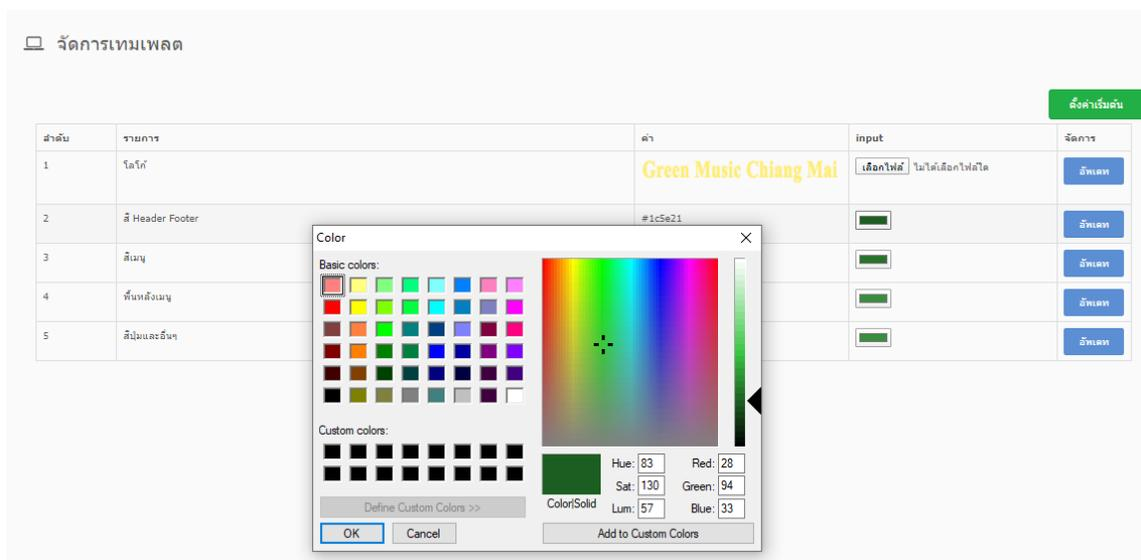 จัดการเทมเพลต
ตั้งค่าเริ่มต้น
ลำดับ รายการ ค่า input จัดการ
1 โลโก้ Green Music Chiang Mai เลือกไฟล์ ไม่ได้เลือกไฟล์ใด อัพเดท
2 สี Header Footer #1c5e21 อัพเดท
3 สีเมนู อัพเดท
4 พื้นหลังเมนู อัพเดท
5 สีปุ่มและอื่นๆ อัพเดท
Color
Basic colors:
Custom colors:
Define Custom Colors >>
OK Cancel
Color|Solid
Hue: 83 Red: 28
Sat: 130 Green: 94
Lum: 57 Blue: 33
Add to Custom Colors